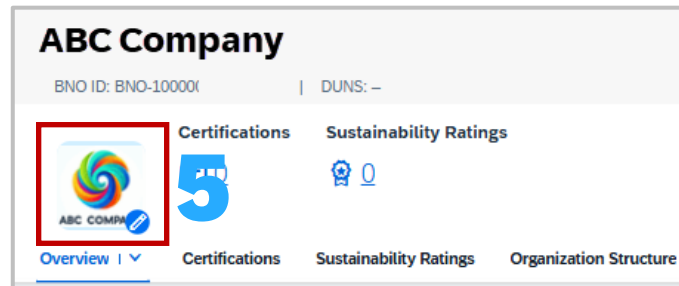 ABC Company
BNO ID: BNO-10000 | DUNS: –
Certifications Sustainability Ratings
5 0
ABC COMPA
Overview Certifications Sustainability Ratings Organization Structure